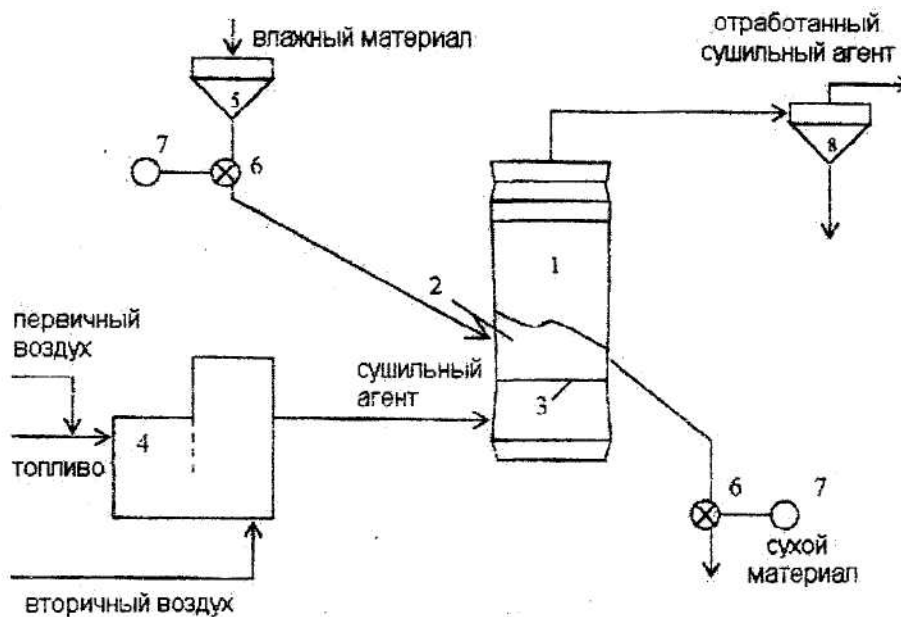 отработанный
сушильный агент
влажный материал
5
7
6
8
1
2
первичный
воздух
сушильный
агент
3
4
топливо
6
7
сухой
материал
вторичный воздух